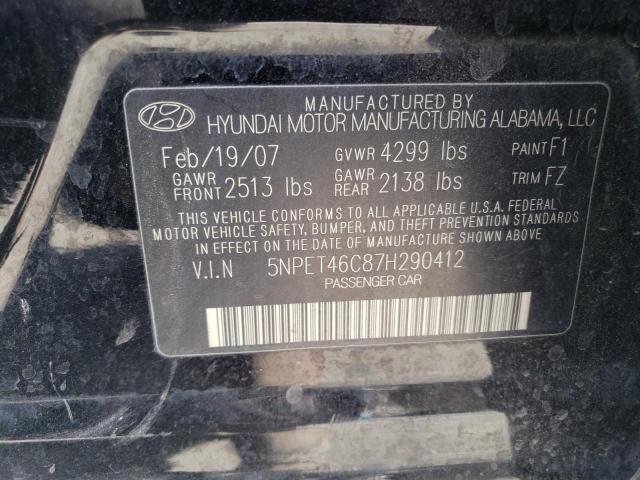 MANUFACTURED BY
HYUNDAI MOTOR MANUFACTURING ALABAMA, LLC
Feb/19/07 GVWR 4299 lbs PAINT F1
GAWR FRONT 2513 lbs GAWR REAR 2138 lbs TRIM FZ
THIS VEHICLE CONFORMS TO ALL APPLICABLE U.S.A. FEDERAL
MOTOR VEHICLE SAFETY, BUMPER, AND THEFT PREVENTION STANDARDS
IN EFFECT ON THE DATE OF MANUFACTURE SHOWN ABOVE.
V.I.N 5NPET46C87H290412
PASSENGER CAR